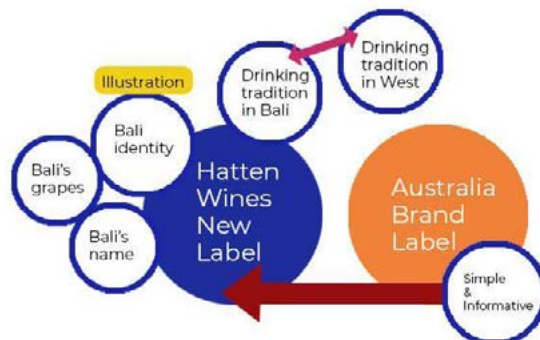 Illustration
Drinking
tradition
in Bali
Drinking
tradition
in West
Bali
identity
Bali's
grapes
Bali's
name
Hatten
Wines
New
Label
Australia
Brand
Label
Simple
&
Informative